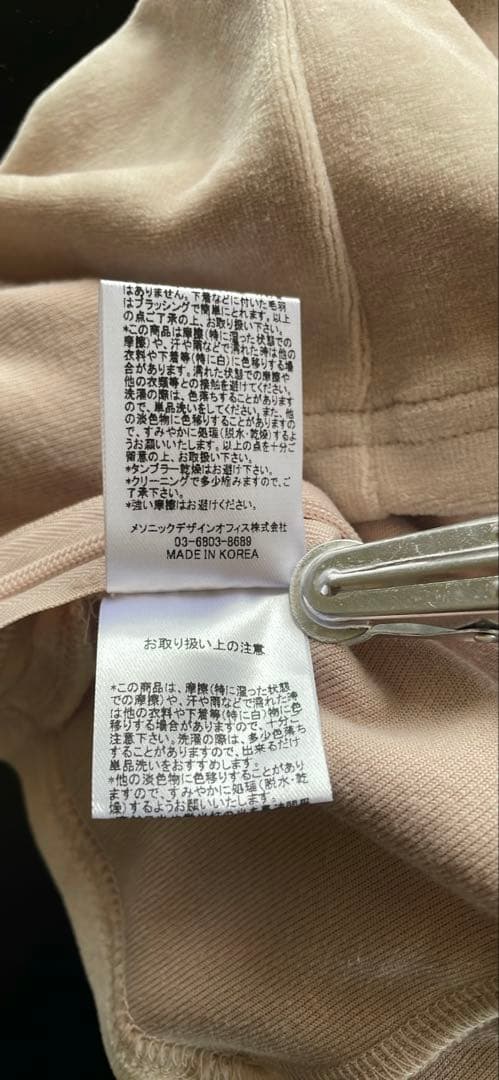 はありません。下着などに付いた毛羽
はブラッシングで簡単にとれます。以上
の点ご了承の上、お取り扱い下さい。
*この商品は摩擦(特に湿った状態での
摩擦)や、汗や雨などで濡れた時は他の
衣料や下着等(特に白)に色移りする場
合があります。濡れた状態での摩擦や
他の衣類等との接触を避けてください。
洗濯の際は、色落ちすることがあります
ので、単品洗いをしてください。また、他
の淡色物に色移りすることがあります
ので、すみやかに処理(脱水・乾燥)するよ
うお願いいたします。以上の点を十分ご
留意の上、お取扱い下さい。
*タンブラー乾燥はお避け下さい。
*クリーニングで多少縮みますので、ご
了承下さい。
*強い摩擦はお避けください。
メソニックデザインオフィス株式会社
03-6803-8689
MADE IN KOREA
お取り扱い上の注意
*この商品は、摩擦(特に湿った状態
での摩擦)や、汗や雨などで濡れた時
は他の衣料や下着等(特に白)物に色
移りする場合がありますので、十分ご
注意下さい。洗濯の際は、多少色落ち
することがありますので、出来るだけ
単品洗いをおすすめします。
*他の淡色物に色移りすることがあり
ますので、すみやかに処理(脱水・乾
燥)するようお願いいたします。